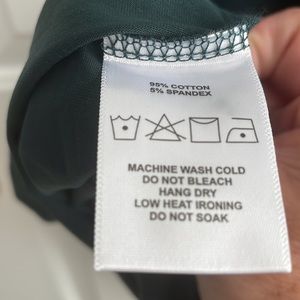 95% COTTON
5% SPANDEX
MACHINE WASH COLD
DO NOT BLEACH
HANG DRY
LOW HEAT IRONING
DO NOT SOAK